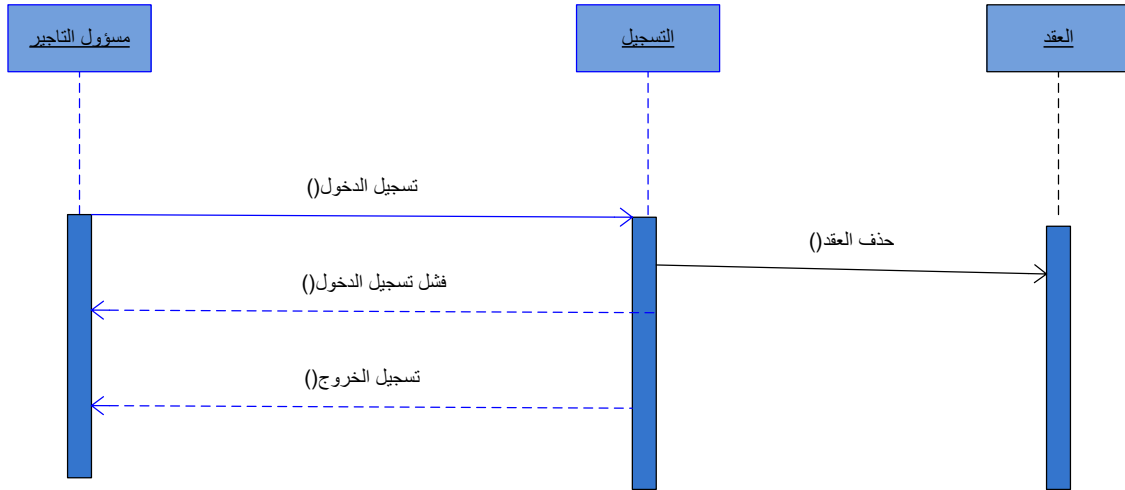 مسؤول التاجير
التسجيل
العقد
تسجيل الدخول()
حذف العقد()
فشل تسجيل الدخول()
تسجيل الخروج()